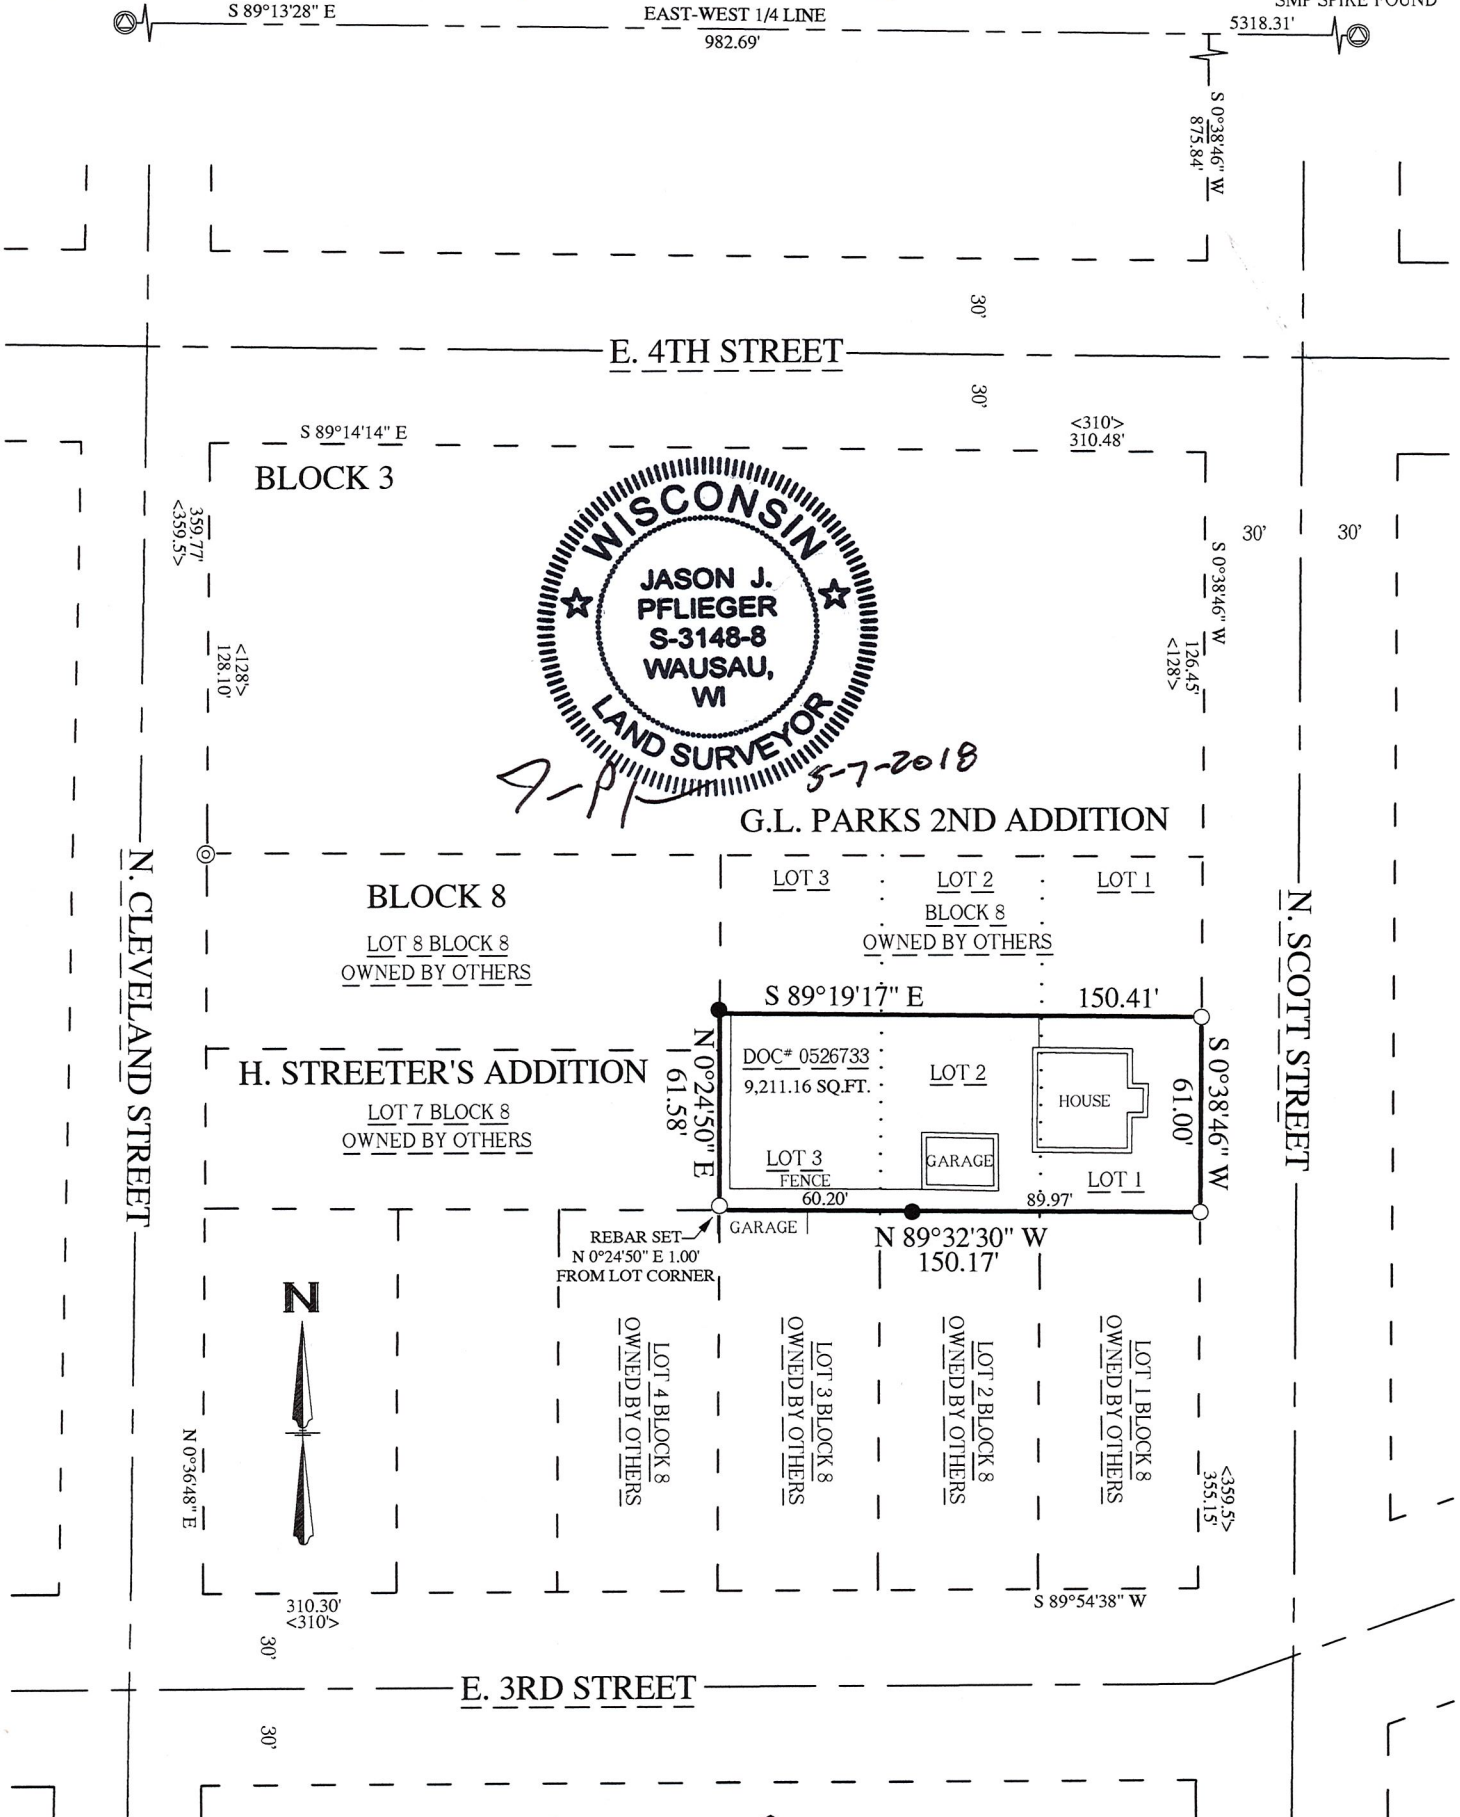 SMP SPIKE FOUND
S 89°13'28" E
EAST-WEST 1/4 LINE
982.69'
5318.31'
S 0°38'46" W
875.84'
30'
E. 4TH STREET
30'
S 89°14'14" E
<310'>
310.48'
BLOCK 3
359.77'
<359.5'>
<128'>
128.10'
WISCONSIN
JASON J.
PFLIEGER
S-3148-8
WAUSAU,
WI
LAND SURVEYOR
5-7-2018
30'
30'
S 0°38'46" W
126.45'
<128'>
G.L. PARKS 2ND ADDITION
N. CLEVELAND STREET
N. SCOTT STREET
BLOCK 8
LOT 8 BLOCK 8
OWNED BY OTHERS
LOT 3
LOT 2
LOT 1
BLOCK 8
OWNED BY OTHERS
S 89°19'17" E
150.41'
H. STREETER'S ADDITION
LOT 7 BLOCK 8
OWNED BY OTHERS
N 0°24'50" E
61.58'
DOC# 0526733
9,211.16 SQ.FT.
LOT 2
HOUSE
S 0°38'46" W
61.00'
LOT 3
FENCE
GARAGE
LOT 1
60.20'
89.97'
GARAGE
N 89°32'30" W
150.17'
REBAR SET
N 0°24'50" E 1.00'
FROM LOT CORNER
N
LOT 4 BLOCK 8
OWNED BY OTHERS
LOT 3 BLOCK 8
OWNED BY OTHERS
LOT 2 BLOCK 8
OWNED BY OTHERS
LOT 1 BLOCK 8
OWNED BY OTHERS
N 0°36'48" E
<359.5'>
355.15'
310.30'
<310'>
S 89°54'38" W
30'
E. 3RD STREET
30'